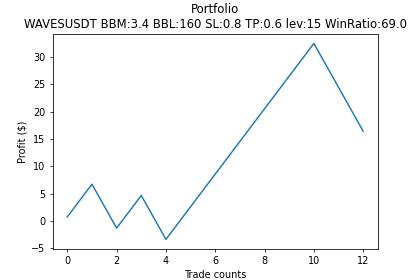 Portfolio
WAVESUSDT BBM:3.4 BBL:160 SL:0.8 TP:0.6 lev:15 WinRatio:69.0
Profit ($)
30
25
20
15
10
5
0
−5
0 2 4 6 8 10 12
Trade counts